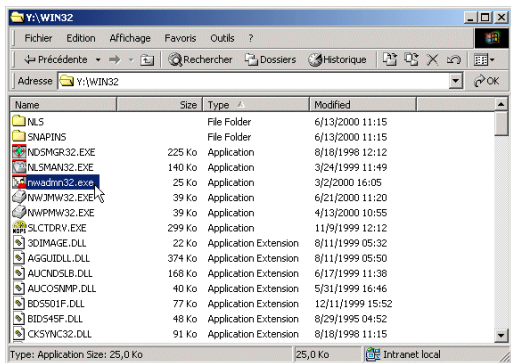 Y:\WIN32
Fichier Edition Affichage Favoris Outils ?
Précédente Rechercher Dossiers Historique
Adresse Y:\WIN32 OK
Name Size Type Modified
NLS File Folder 6/13/2000 11:15
SNAPINS File Folder 6/13/2000 11:15
NDSMGR32.EXE 225 Ko Application 8/18/1998 12:12
NLSMAN32.EXE 140 Ko Application 3/24/1999 11:49
nwadmn32.exe 25 Ko Application 3/2/2000 16:05
NWJMW32.EXE 39 Ko Application 6/21/2000 11:20
NWPMW32.EXE 39 Ko Application 4/13/2000 10:55
SLCTDRV.EXE 299 Ko Application 11/9/1999 12:12
3DIMAGE.DLL 22 Ko Application Extension 8/11/1999 05:32
AGGUIDLL.DLL 374 Ko Application Extension 8/11/1999 05:50
AUCNDSLB.DLL 168 Ko Application Extension 6/17/1999 11:38
AUCOSNMP.DLL 40 Ko Application Extension 5/31/1999 16:46
BDS501F.DLL 77 Ko Application Extension 12/11/1999 15:52
BIDS45F.DLL 48 Ko Application Extension 8/29/1995 04:52
CKSYNC32.DLL 91 Ko Application Extension 8/18/1998 11:15
Type: Application Size: 25,0 Ko 25,0 Ko Intranet local